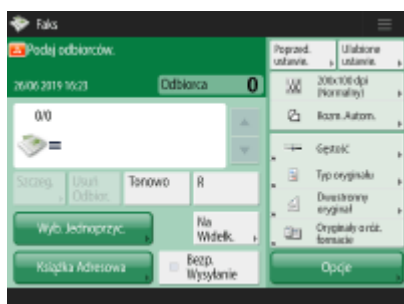 Faks
Podaj odbiorców.
26/06 2019 16:23
Odbiorca 0
0/0
Szczeg.
Usuń
Odbior.
Tonowo
R
Wyb. Jednoprzyc.
Na
Widełk.
Książka Adresowa
Bezp.
Wysyłanie
Poprzed.
ustawie.
Ulubione
ustawie.
200x100 dpi
(Normalny)
Rozm. Autom.
Gęstość
Typ oryginału
Dwustronny
oryginał
Oryginały o róż.
formacie
Opcje